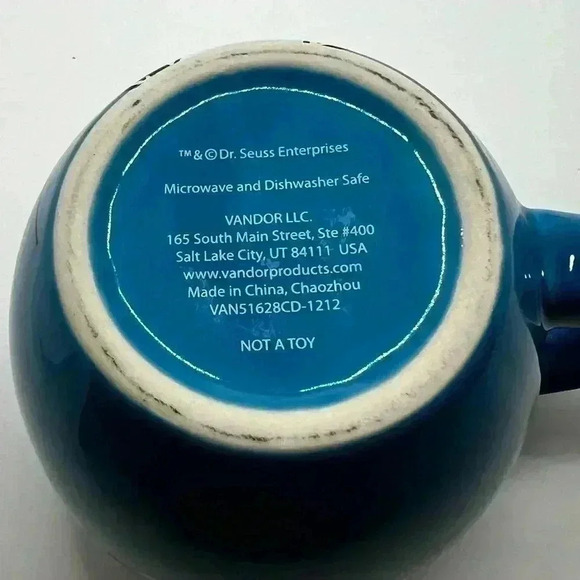 ™ & © Dr. Seuss Enterprises
Microwave and Dishwasher Safe
VANDOR LLC.
165 South Main Street, Ste #400
Salt Lake City, UT 84111 USA
www.vandorproducts.com
Made in China, Chaozhou
VAN51628CD-1212
NOT A TOY